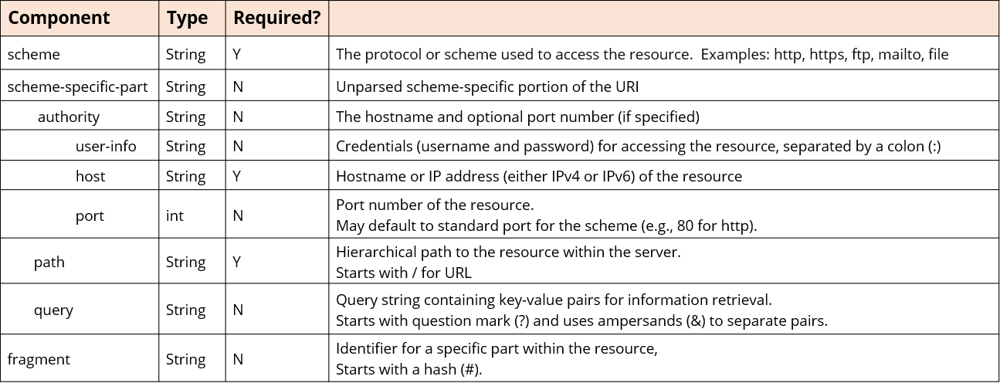 Component Type Required?
scheme String Y The protocol or scheme used to access the resource.  Examples: http, https, ftp, mailto, file
scheme-specific-part String N Unparsed scheme-specific portion of the URI
authority String N The hostname and optional port number (if specified)
user-info String N Credentials (username and password) for accessing the resource, separated by a colon (:)
host String Y Hostname or IP address (either IPv4 or IPv6) of the resource
port int N Port number of the resource.
May default to standard port for the scheme (e.g., 80 for http).
path String Y Hierarchical path to the resource within the server.
Starts with / for URL
query String N Query string containing key-value pairs for information retrieval.
Starts with question mark (?) and uses ampersands (&) to separate pairs.
fragment String N Identifier for a specific part within the resource,
Starts with a hash (#).